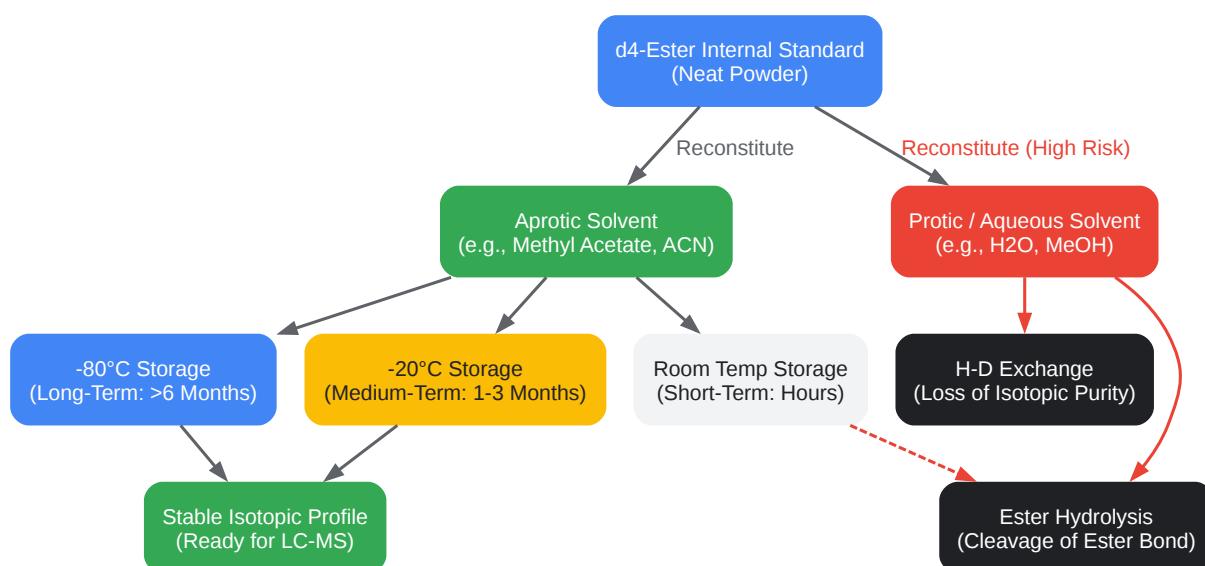 d4-Ester Internal Standard
(Neat Powder)
Reconstitute
Reconstitute (High Risk)
Aprotic Solvent
(e.g., Methyl Acetate, ACN)
Protic / Aqueous Solvent
(e.g., H2O, MeOH)
-80°C Storage
(Long-Term: >6 Months)
-20°C Storage
(Medium-Term: 1-3 Months)
Room Temp Storage
(Short-Term: Hours)
H-D Exchange
(Loss of Isotopic Purity)
Stable Isotopic Profile
(Ready for LC-MS)
Ester Hydrolysis
(Cleavage of Ester Bond)